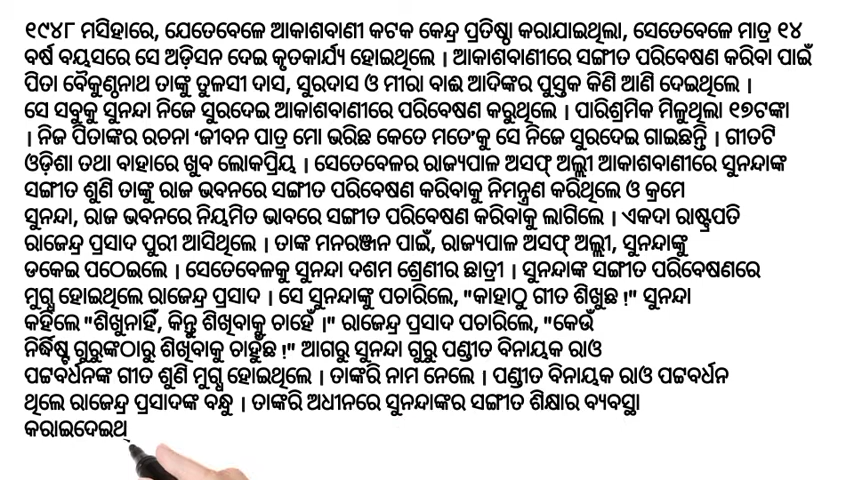 ୧୯୪୮ ମସିହାରେ, ଯେତେବେଳେ ଆକାଶବାଣୀ କଟକ କେନ୍ଦ୍ର ପ୍ରତିଷ୍ଠା କରାଯାଇଥିଲା, ସେତେବେଳେ ମାତ୍ର ୧୪
ବର୍ଷ ବୟସରେ ସେ ଅଡ଼ିସନ ଦେଇ କୃତକାର୍ଯ୍ୟ ହୋଇଥିଲେ । ଆକାଶବାଣୀରେ ସଙ୍ଗୀତ ପରିବେଷଣ କରିବା ପାଇଁ
ପିତା ବୈକୁଣ୍ଠନାଥ ତାଙ୍କୁ ତୁଳସୀ ଦାସ, ସୁରଦାସ ଓ ମୀରା ବାଈ ଆଦିଙ୍କର ପୁସ୍ତକ କିଣି ଆଣି ଦେଇଥିଲେ ।
ସେ ସବୁକୁ ସୁନନ୍ଦା ନିଜେ ସୁରଦେଇ ଆକାଶବାଣୀରେ ପରିବେଷଣ କରୁଥିଲେ । ପାରିଶ୍ରମିକ ମିଳୁଥିଲା ୧୭ଟଙ୍କା
। ନିଜ ପିତାଙ୍କର ରଚନା ‘ଜୀବନ ପାତ୍ର ମୋ ଭରିଛ କେତେ ମତେ’କୁ ସେ ନିଜେ ସୁରଦେଇ ଗାଇଛନ୍ତି । ଗୀତଟି
ଓଡ଼ିଶା ତଥା ବାହାରେ ଖୁବ ଲୋକପ୍ରିୟ । ସେତେବେଳର ରାଜ୍ୟପାଳ ଅସଫ୍ ଅଲ୍ଲୀ ଆକାଶବାଣୀରେ ସୁନନ୍ଦାଙ୍କ
ସଙ୍ଗୀତ ଶୁଣି ତାଙ୍କୁ ରାଜ ଭବନରେ ସଙ୍ଗୀତ ପରିବେଷଣ କରିବାକୁ ନିମନ୍ତ୍ରଣ କରିଥିଲେ ଓ କ୍ରମେ
ସୁନନ୍ଦା, ରାଜ ଭବନରେ ନିୟମିତ ଭାବରେ ସଙ୍ଗୀତ ପରିବେଷଣ କରିବାକୁ ଲାଗିଲେ । ଏକଦା ରାଷ୍ଟ୍ରପତି
ରାଜେନ୍ଦ୍ର ପ୍ରସାଦ ପୁରୀ ଆସିଥିଲେ । ତାଙ୍କ ମନରଞ୍ଜନ ପାଇଁ, ରାଜ୍ୟପାଳ ଅସଫ୍ ଅଲ୍ଲୀ, ସୁନନ୍ଦାଙ୍କୁ
ଡକେଇ ପଠେଇଲେ । ସେତେବେଳକୁ ସୁନନ୍ଦା ଦଶମ ଶ୍ରେଣୀର ଛାତ୍ରୀ । ସୁନନ୍ଦାଙ୍କ ସଙ୍ଗୀତ ପରିବେଷଣରେ
ମୁଗ୍ଧ ହୋଇଥିଲେ ରାଜେନ୍ଦ୍ର ପ୍ରସାଦ । ସେ ସୁନନ୍ଦାଙ୍କୁ ପଚାରିଲେ, "କାହାଠୁ ଗୀତ ଶିଖୁଛ !" ସୁନନ୍ଦା
କହିଲେ "ଶିଖୁନାହିଁ, କିନ୍ତୁ ଶିଖିବାକୁ ଚାହେଁ ।" ରାଜେନ୍ଦ୍ର ପ୍ରସାଦ ପଚାରିଲେ, "କେଉଁ
ନିର୍ଦ୍ଧିଷ୍ଟ ଗୁରୁଙ୍କଠାରୁ ଶିଖିବାକୁ ଚାହୁଁଛ !" ଆଗରୁ ସୁନନ୍ଦା ଗୁରୁ ପଣ୍ଡୀତ ବିନାୟକ ରାଓ
ପଟ୍ଟବର୍ଧନଙ୍କ ଗୀତ ଶୁଣି ମୁଗ୍ଧ ହୋଇଥିଲେ । ତାଙ୍କରି ନାମ ନେଲେ । ପଣ୍ଡୀତ ବିନାୟକ ରାଓ ପଟ୍ଟବର୍ଧନ
ଥିଲେ ରାଜେନ୍ଦ୍ର ପ୍ରସାଦଙ୍କ ବନ୍ଧୁ । ତାଙ୍କରି ଅଧୀନରେ ସୁନନ୍ଦାଙ୍କର ସଙ୍ଗୀତ ଶିକ୍ଷାର ବ୍ୟବସ୍ଥା
କରାଇଦେଇଥ